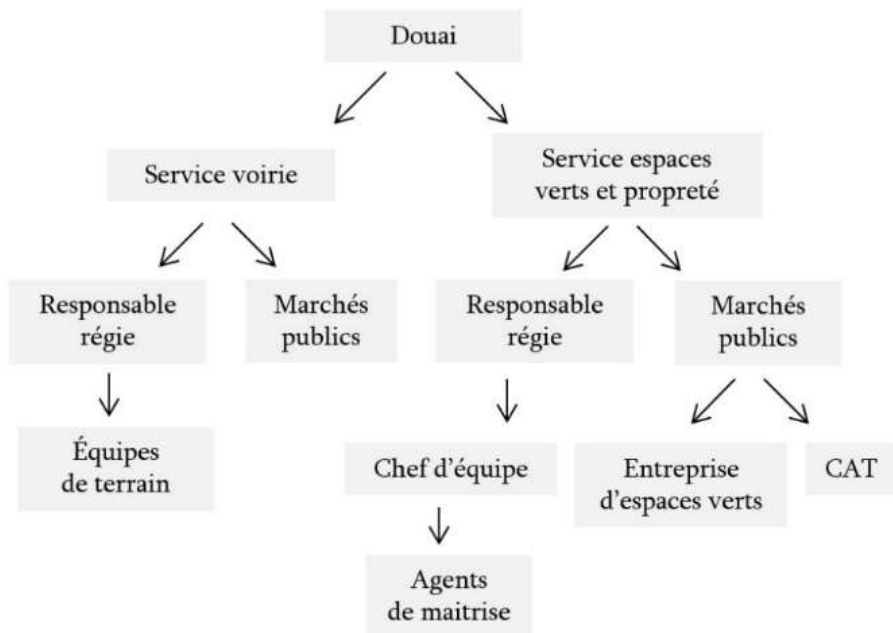 Douai
Service voirie
Service espaces
verts et propreté
Responsable
régie
Marchés
publics
Responsable
régie
Marchés
publics
Équipes
de terrain
Chef d'équipe
Entreprise
d'espaces verts
CAT
Agents
de maitrise